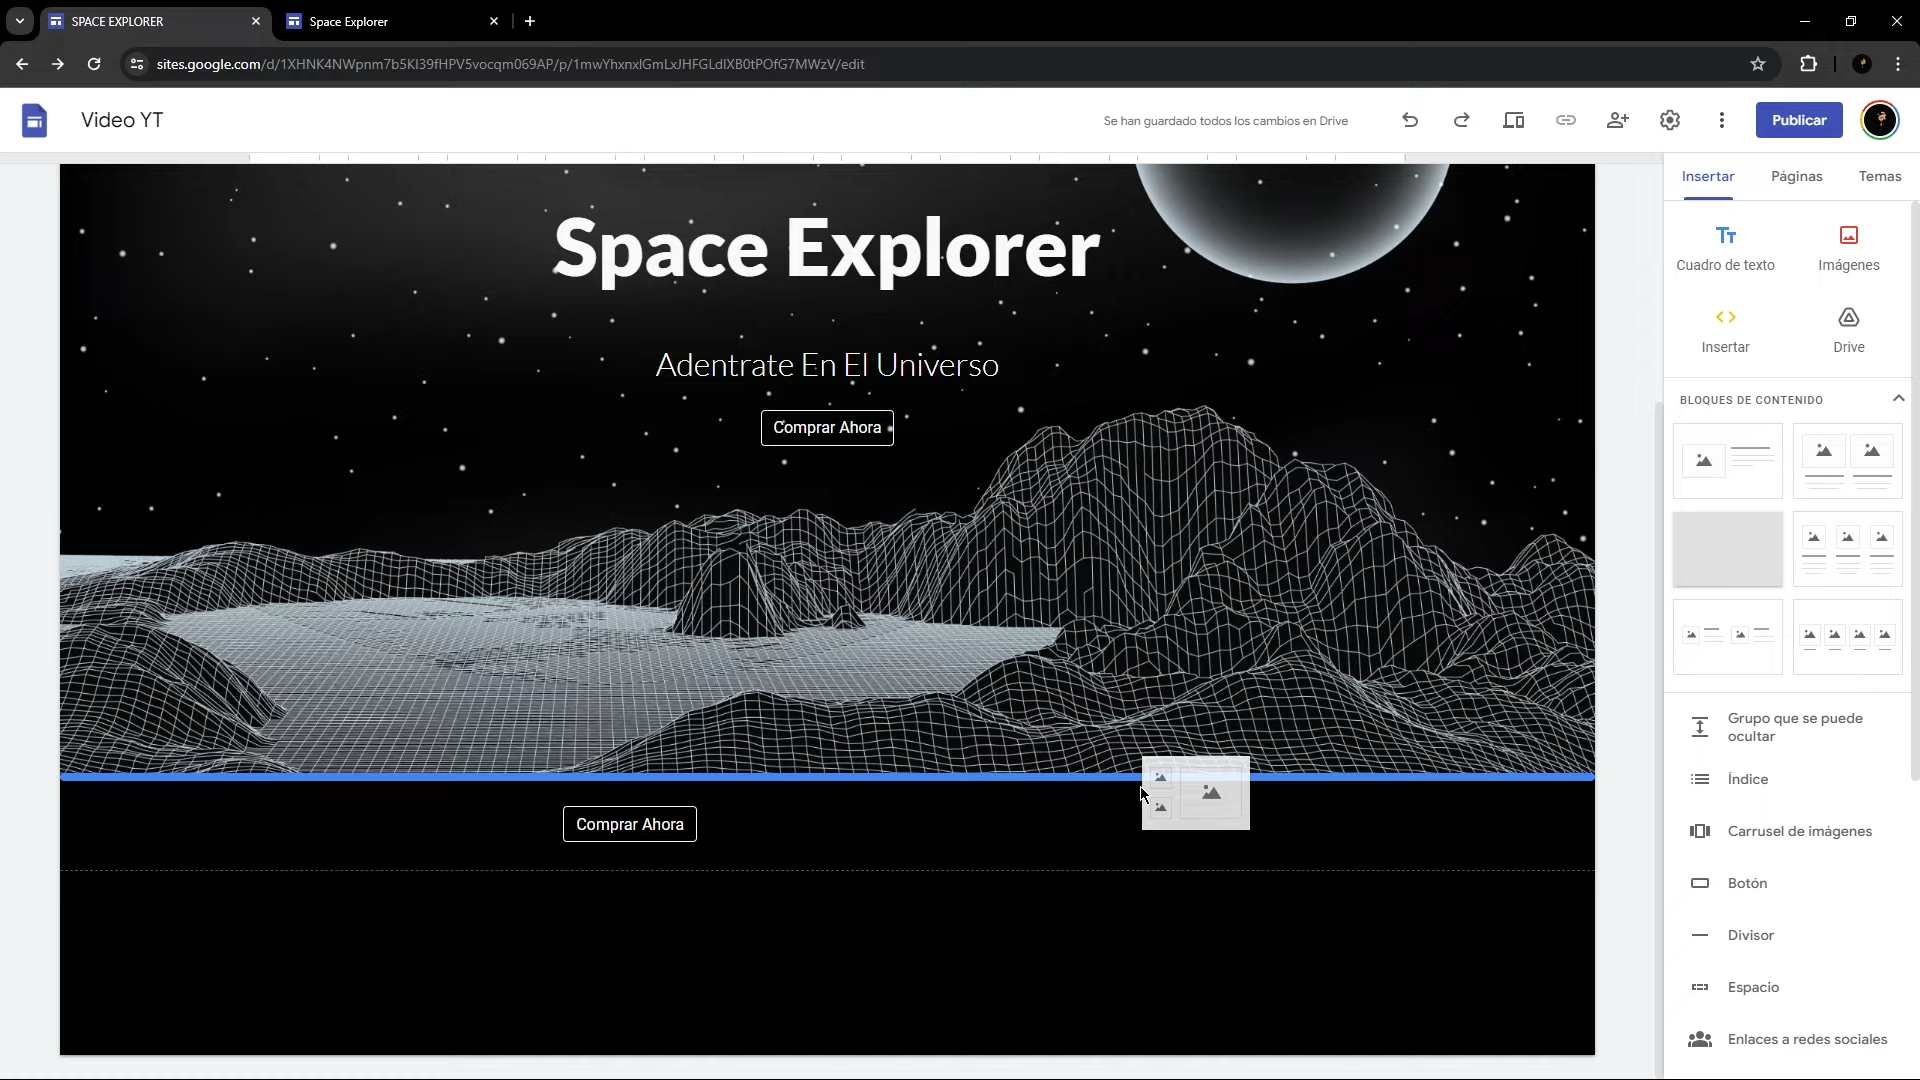 SPACE EXPLORER
Space Explorer
sites.google.com/d/1XHNK4NWpnm7b5Kl39fHPV5vocqm069AP/p/1mwYhxnxlGmLxJHFGLdlXB0tPOfG7MWzV/edit
Video YT
Se han guardado todos los cambios en Drive
Publicar
Insertar
Páginas
Temas
Space Explorer
Adentrate En El Universo
Comprar Ahora
Comprar Ahora
Cuadro de texto
Imágenes
Insertar
Drive
BLOQUES DE CONTENIDO
Grupo que se puede
ocultar
Índice
Carrusel de imágenes
Botón
Divisor
Espacio
Enlaces a redes sociales